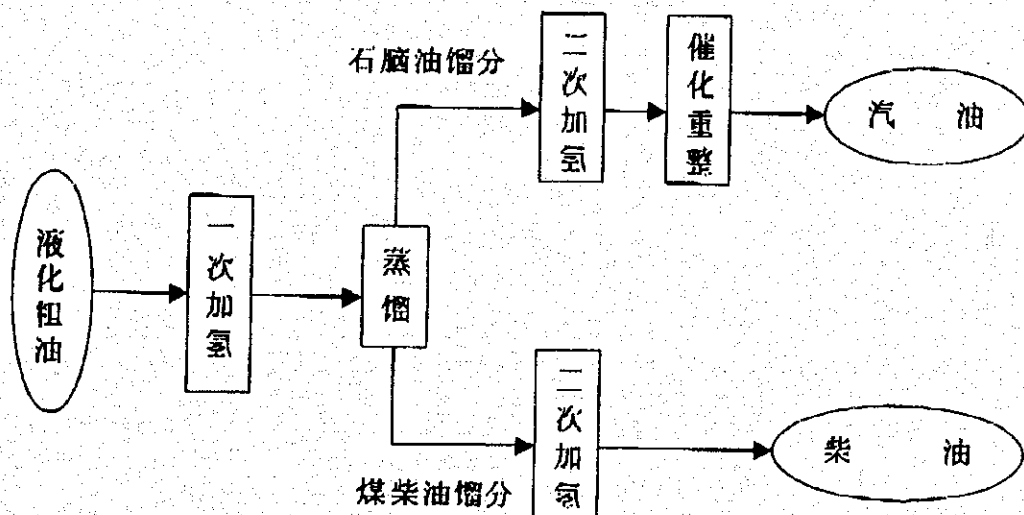 液化粗油
一次加氢
蒸馏
石脑油馏分
二次加氢
催化重整
汽油
煤柴油馏分
二次加氢
柴油